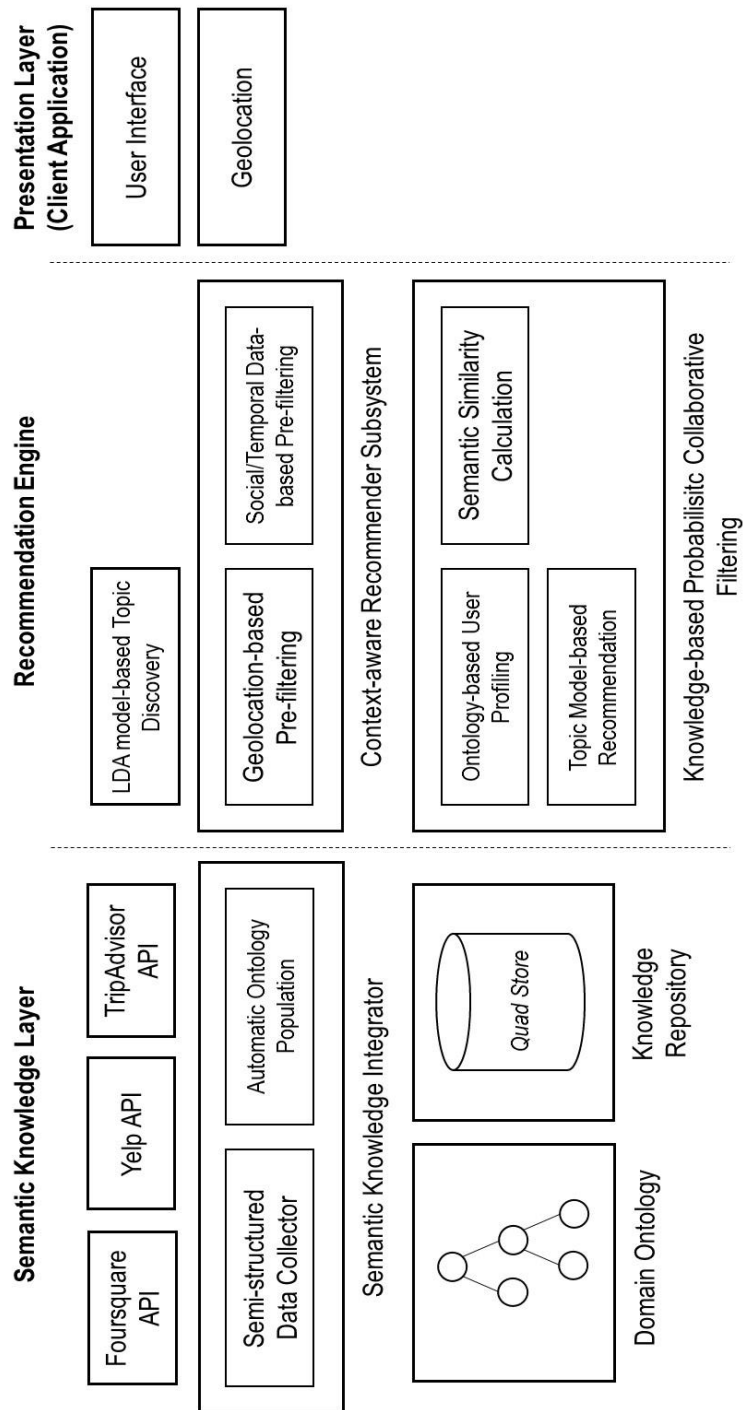 Semantic Knowledge Layer
Foursquare
API
Yelp API
TripAdvisor
API
Semi-structured
Data Collector
Automatic Ontology
Population
Semantic Knowledge Integrator
Domain Ontology
Quad Store
Knowledge
Repository
Recommendation Engine
LDA model-based Topic
Discovery
Geolocation-based
Pre-filtering
Social/Temporal Data-
based Pre-filtering
Context-aware Recommender Subsystem
Ontology-based User
Profiling
Semantic Similarity
Calculation
Topic Model-based
Recommendation
Knowledge-based Probabilisitc Collaborative
Filtering
Presentation Layer
(Client Application)
User Interface
Geolocation